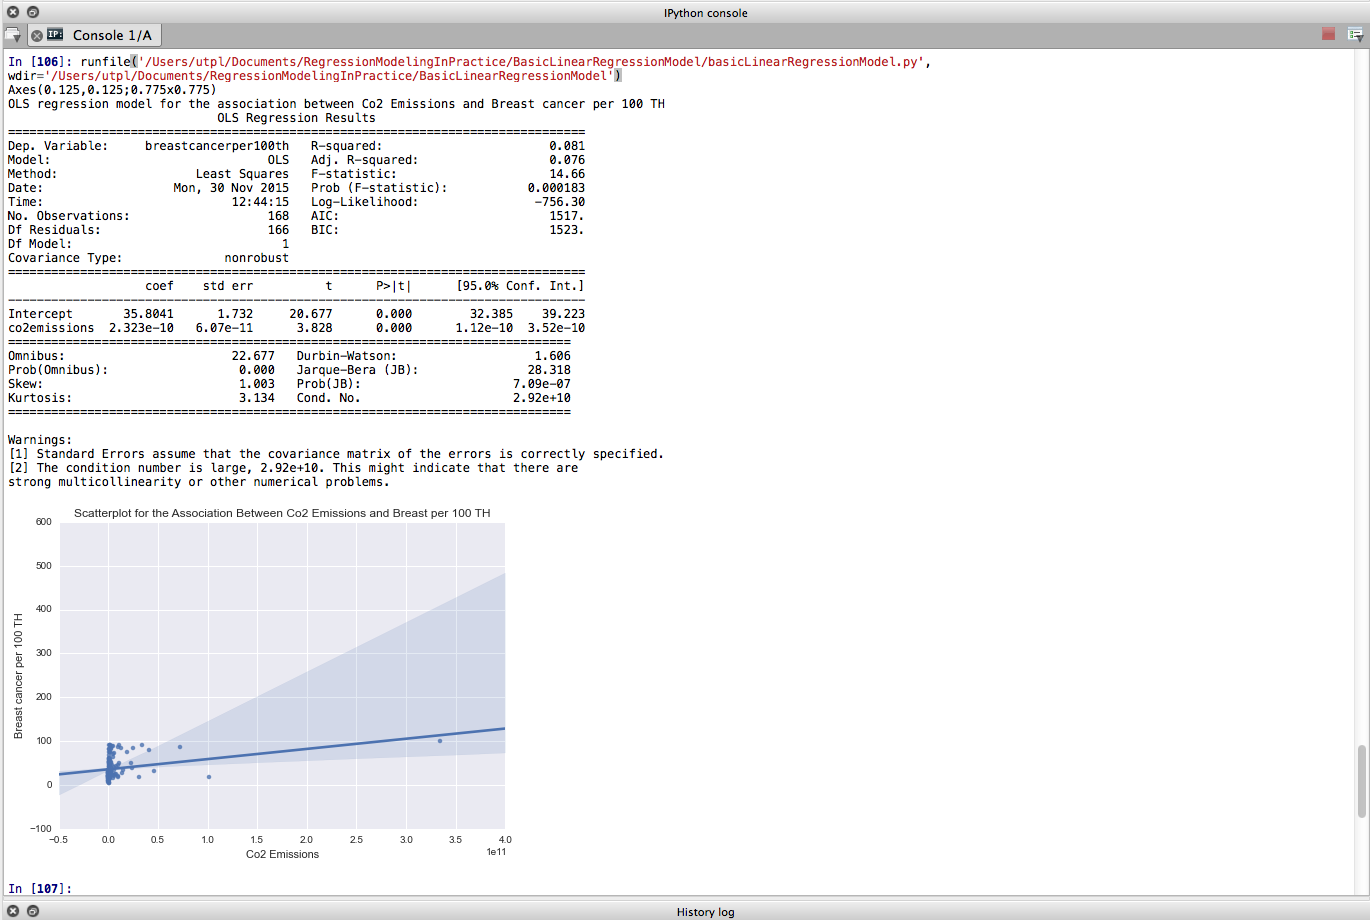 IPython console
IP: Console 1/A
In [106]: runfile('/Users/utpl/Documents/RegressionModelingInPractice/BasicLinearRegressionModel/basicLinearRegressionModel.py',
wdir='/Users/utpl/Documents/RegressionModelingInPractice/BasicLinearRegressionModel')
Axes(0.125,0.125;0.775x0.775)
OLS regression model for the association between Co2 Emissions and Breast cancer per 100 TH
OLS Regression Results
==============================================================================
Dep. Variable: breastcancerper100th R-squared: 0.081
Model: OLS Adj. R-squared: 0.076
Method: Least Squares F-statistic: 14.66
Date: Mon, 30 Nov 2015 Prob (F-statistic): 0.000183
Time: 12:44:15 Log-Likelihood: -756.30
No. Observations: 168 AIC: 1517.
Df Residuals: 166 BIC: 1523.
Df Model: 1
Covariance Type: nonrobust
================================================================================
coef std err t P>|t| [95.0% Conf. Int.]
--------------------------------------------------------------------------------
Intercept 35.8041 1.732 20.677 0.000 32.385 39.223
co2emissions 2.323e-10 6.07e-11 3.828 0.000 1.12e-10 3.52e-10
==============================================================================
Omnibus: 22.677 Durbin-Watson: 1.606
Prob(Omnibus): 0.000 Jarque-Bera (JB): 28.318
Skew: 1.003 Prob(JB): 7.09e-07
Kurtosis: 3.134 Cond. No. 2.92e+10
==============================================================================
Warnings:
[1] Standard Errors assume that the covariance matrix of the errors is correctly specified.
[2] The condition number is large, 2.92e+10. This might indicate that there are
strong multicollinearity or other numerical problems.
Scatterplot for the Association Between Co2 Emissions and Breast per 100 TH
600
500
400
300
200
100
0
−100
Breast cancer per 100 TH
−0.5 0.0 0.5 1.0 1.5 2.0 2.5 3.0 3.5 4.0
1e11
Co2 Emissions
In [107]:
History log